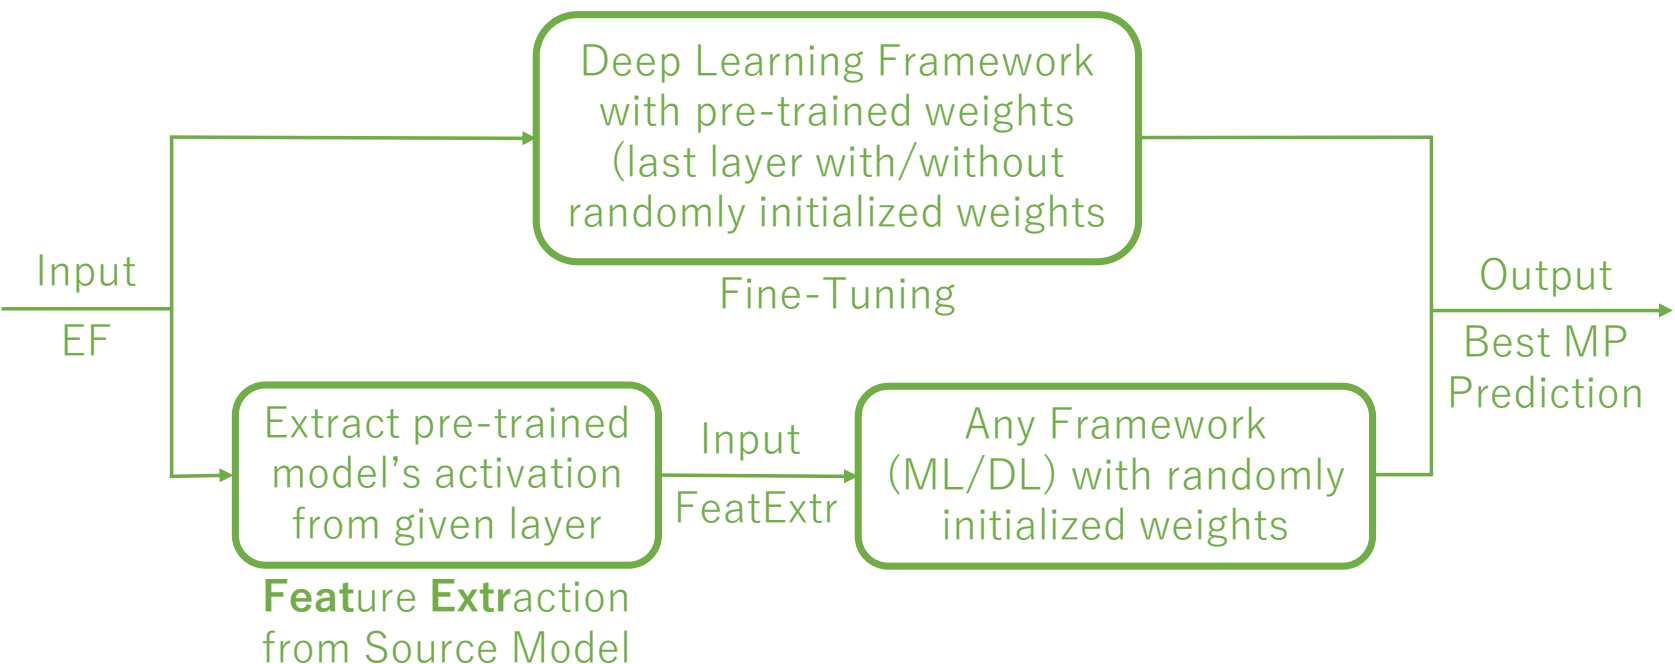 Deep Learning Framework
with pre-trained weights
(last layer with/without
randomly initialized weights
Fine-Tuning
Input
EF
Output
Best MP
Prediction
Extract pre-trained
model’s activation
from given layer
Feature Extraction
from Source Model
Input
FeatExtr
Any Framework
(ML/DL) with randomly
initialized weights